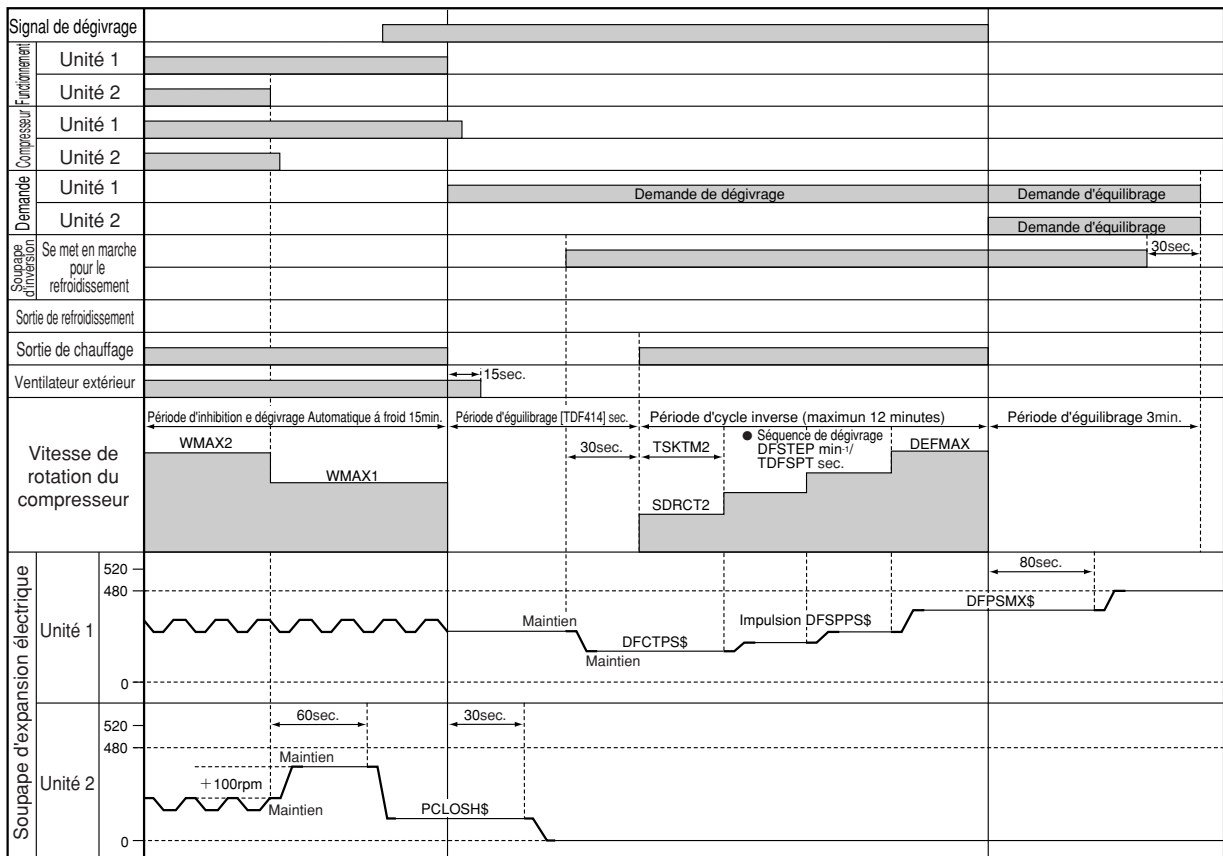 Signal de dégivrage
Functionnement
Unité 1
Unité 2
Compresseur
Unité 1
Unité 2
Demande
Unité 1
Demande de dégivrage
Demande d'équilibrage
Unité 2
Demande d'équilibrage
Soupape
d'inversion
Se met en marche
pour le
refroidissement
30sec.
Sortie de refroidissement
Sortie de chauffage
Ventilateur extérieur
15sec.
Vitesse de
rotation du
compresseur
Période d'inhibition e dégivrage Automatique á froid 15min.
Période d'éguilibrage [TDF414] sec.
Période d'cycle inverse (maximun 12 minutes)
Période d'éguilibrage 3min.
WMAX2
WMAX1
30sec.
TSKTM2
● Séquence de dégivrage
DFSTEP min-1/
TDFSPT sec.
DEFMAX
SDRCT2
Soupape d'expansion électrique
Unité 1
520
480
0
80sec.
Maintien
DFCTPS$
Maintien
Impulsion DFSPPS$
DFPSMX$
Unité 2
520
480
0
60sec.
30sec.
Maintien
+100rpm
Maintien
PCLOSH$